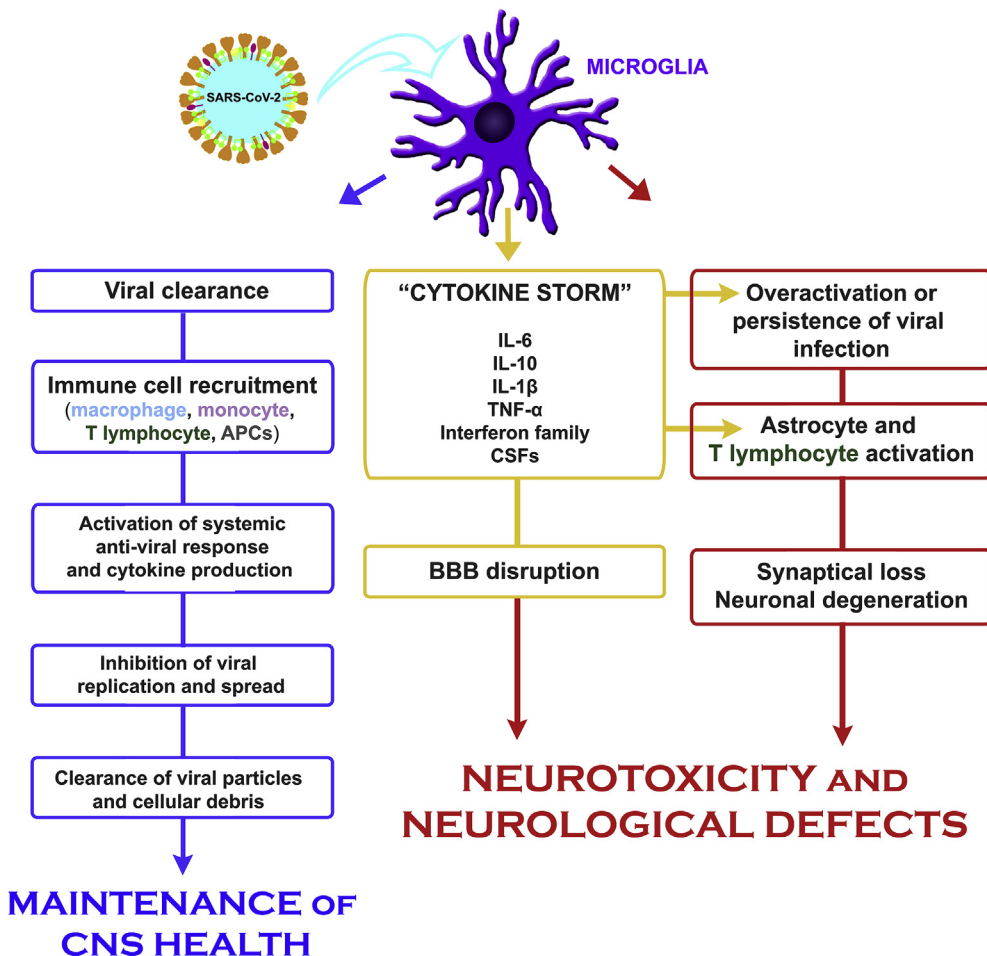 SARS-CoV-2
MICROGLIA
Viral clearance
Immune cell recruitment
(macrophage, monocyte,
T lymphocyte, APCs)
Activation of systemic
anti-viral response
and cytokine production
Inhibition of viral
replication and spread
Clearance of viral particles
and cellular debris
MAINTENANCE OF
CNS HEALTH
“CYTOKINE STORM”
IL-6
IL-10
IL-1β
TNF-α
Interferon family
CSFs
BBB disruption
Overactivation or
persistence of viral
infection
Astrocyte and
T lymphocyte activation
Synaptical loss
Neuronal degeneration
NEUROTOXICITY AND
NEUROLOGICAL DEFECTS